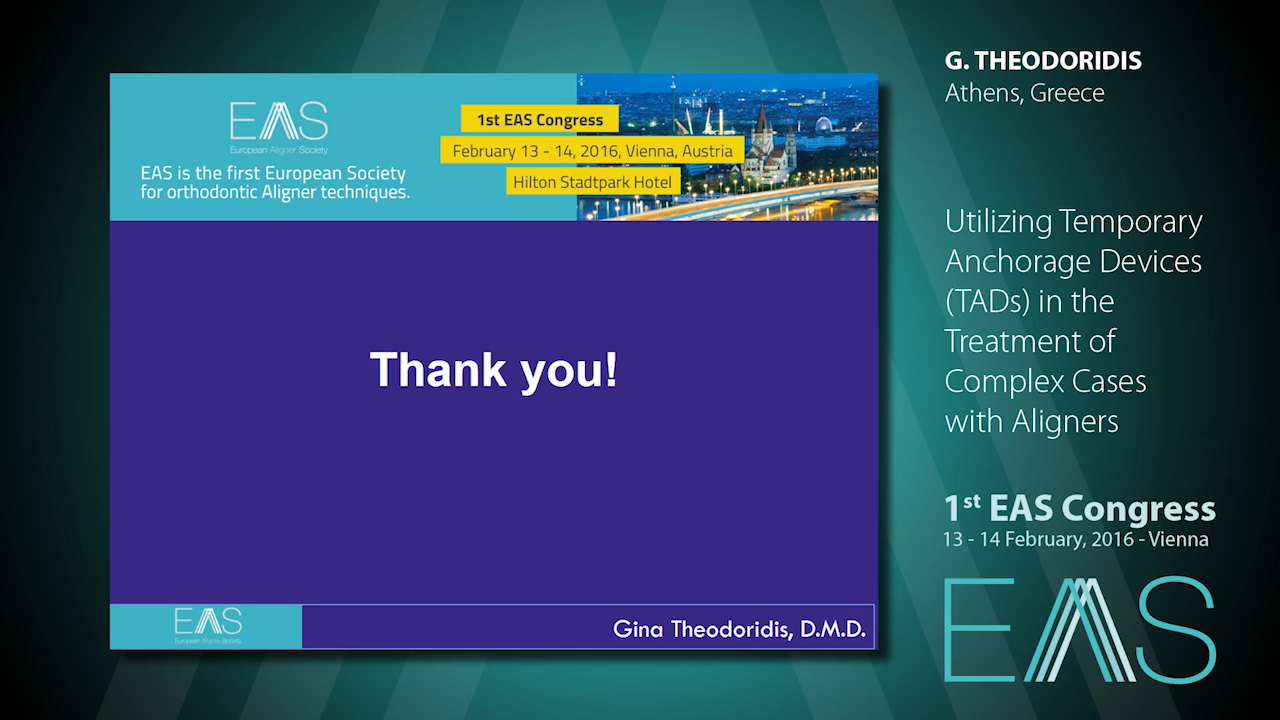 EAS
European Aligner Society
EAS is the first European Society
for orthodontic Aligner techniques.
1st EAS Congress
February 13 - 14, 2016, Vienna, Austria
Hilton Stadtpark Hotel
Thank you!
EAS
European Aligner Society
Gina Theodoridis, D.M.D.
G. THEODORIDIS
Athens, Greece
Utilizing Temporary
Anchorage Devices
(TADs) in the
Treatment of
Complex Cases
with Aligners
1st EAS Congress
13 - 14 February, 2016 - Vienna
EAS